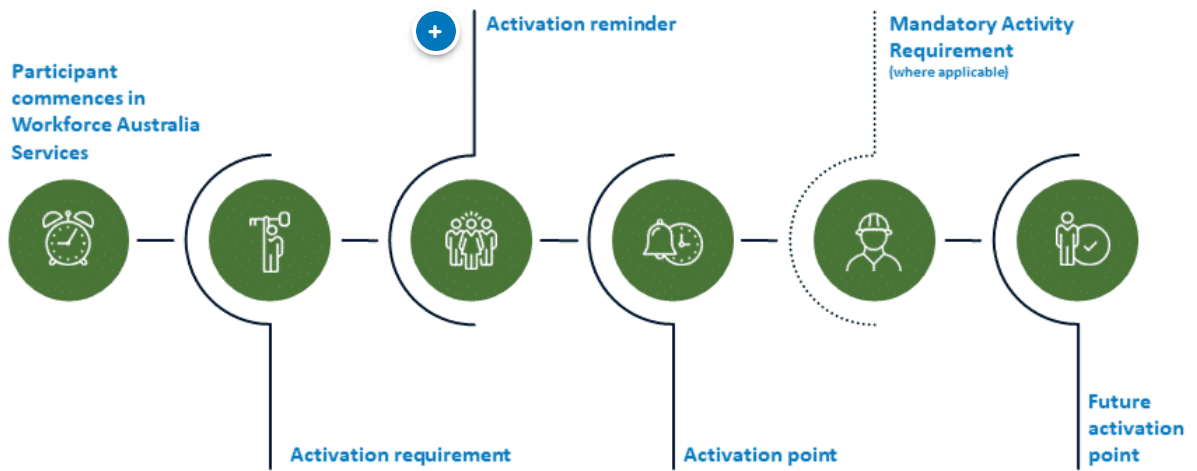 Participant
commences in
Workforce Australia
Services
Activation requirement
+
Activation reminder
Activation point
Mandatory Activity
Requirement
(where applicable)
Future
activation
point